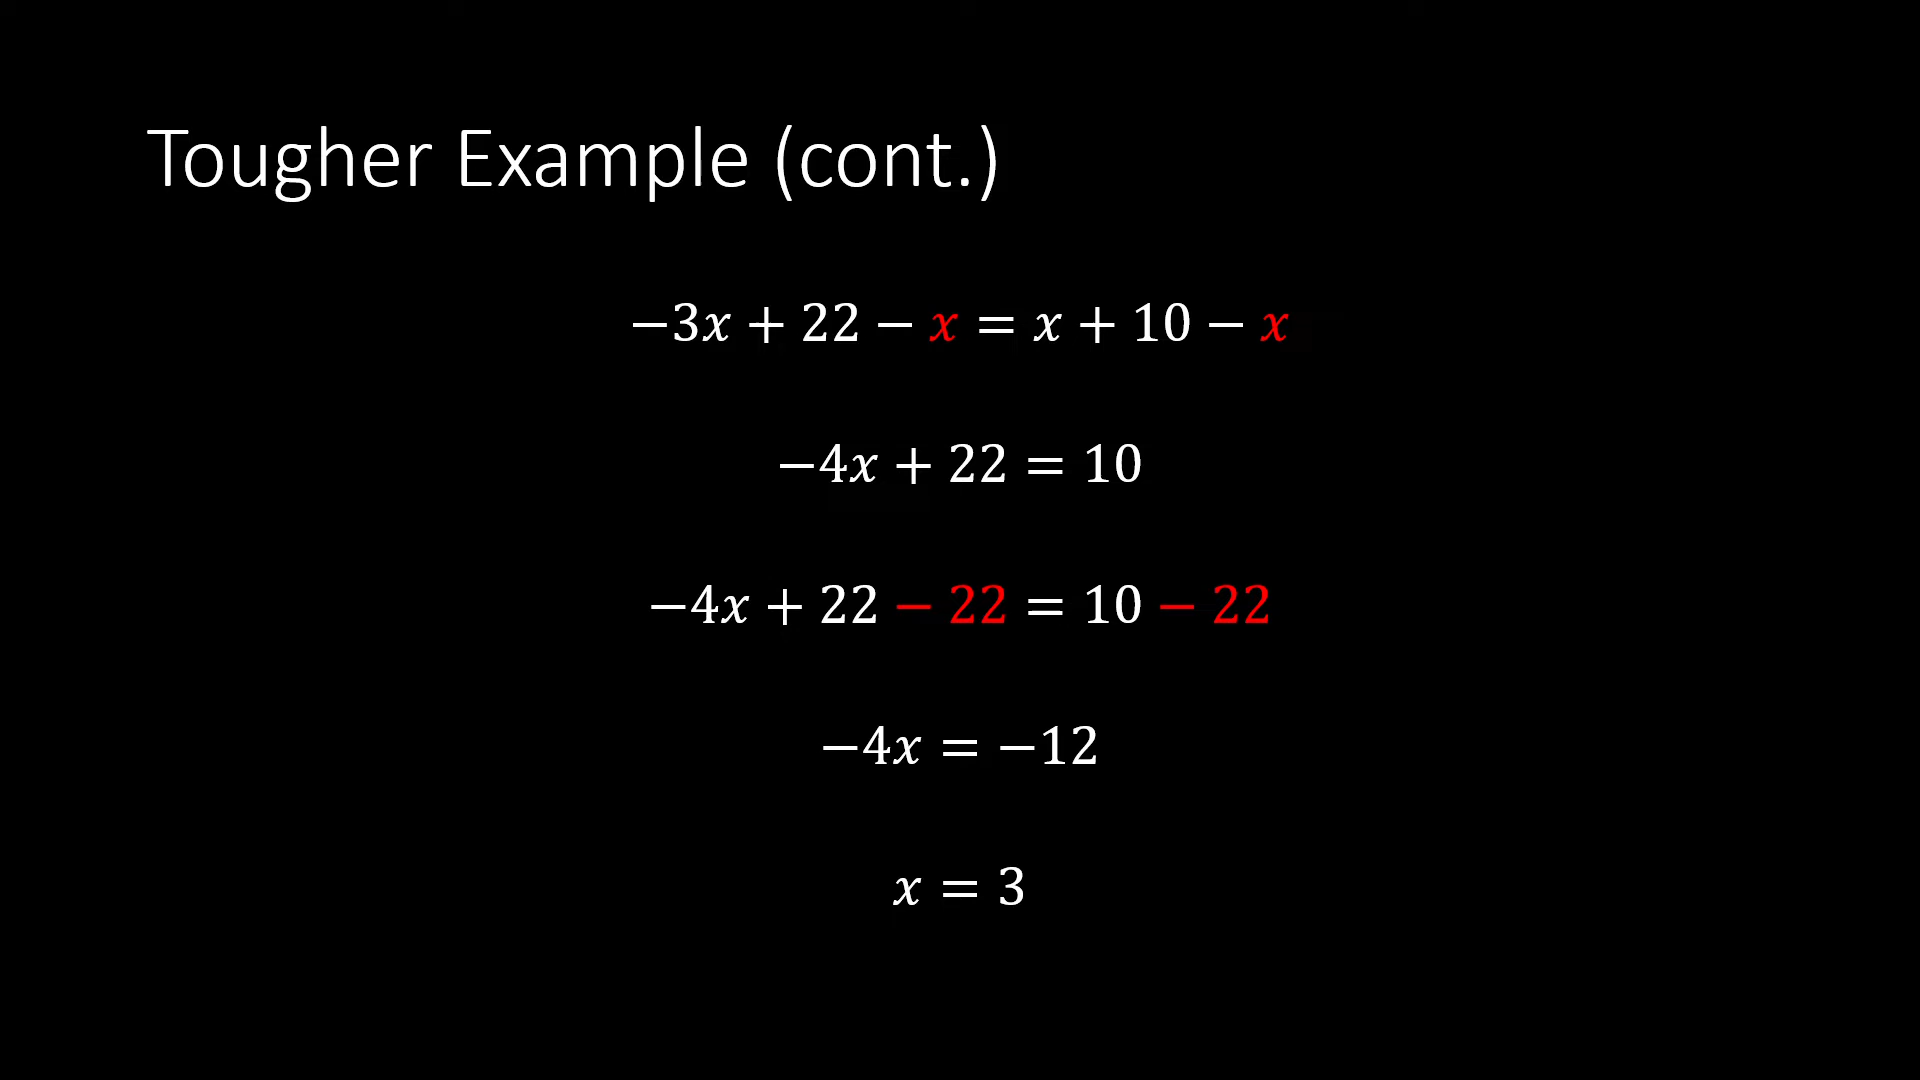 Tougher Example (cont.)
−3x + 22 − x = x + 10 − x
−4x + 22 = 10
−4x + 22 − 22 = 10 − 22
−4x = −12
x = 3